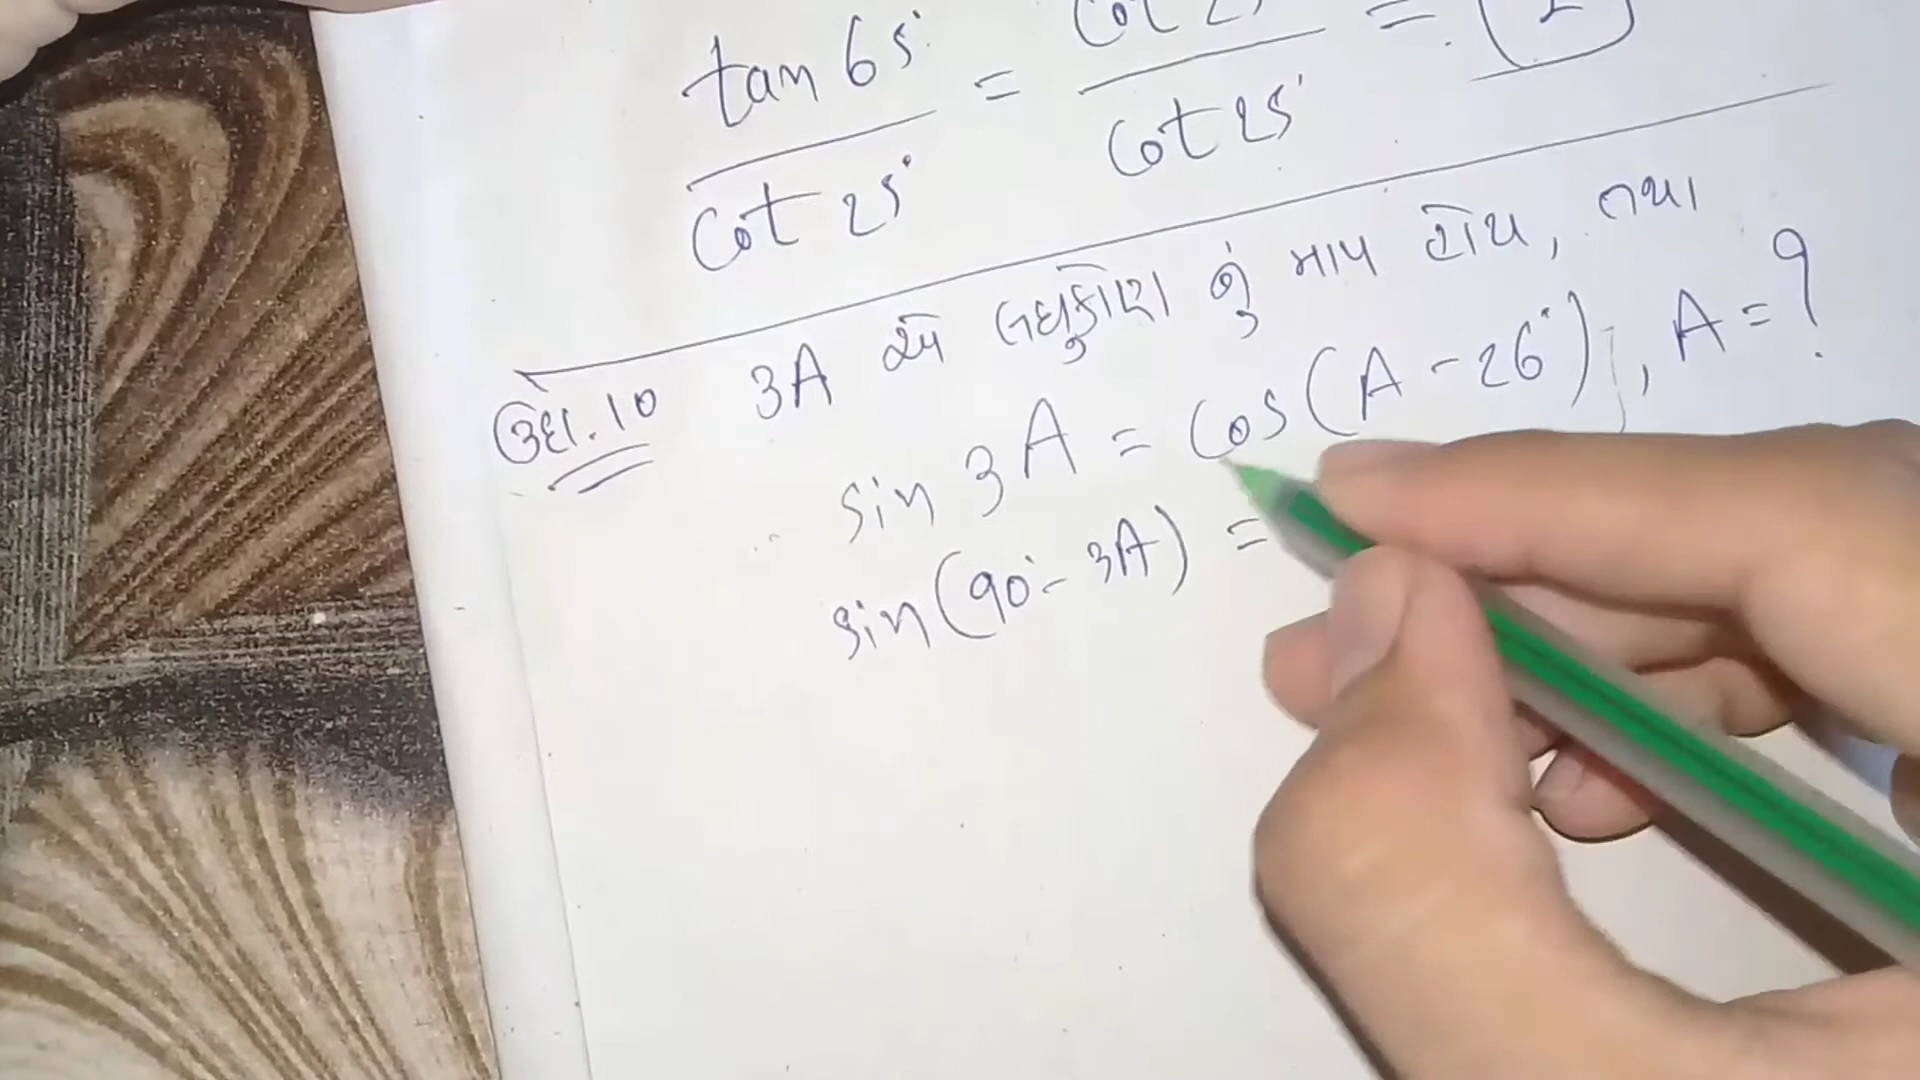 tan 65° = cot 25° = 1
cot 25° cot 25°
ઉદા.10 3A એ લઘુકોણ નું માપ હોય, તથા
sin 3A = cos(A - 26°), A = ?
sin(90° - 3A) =